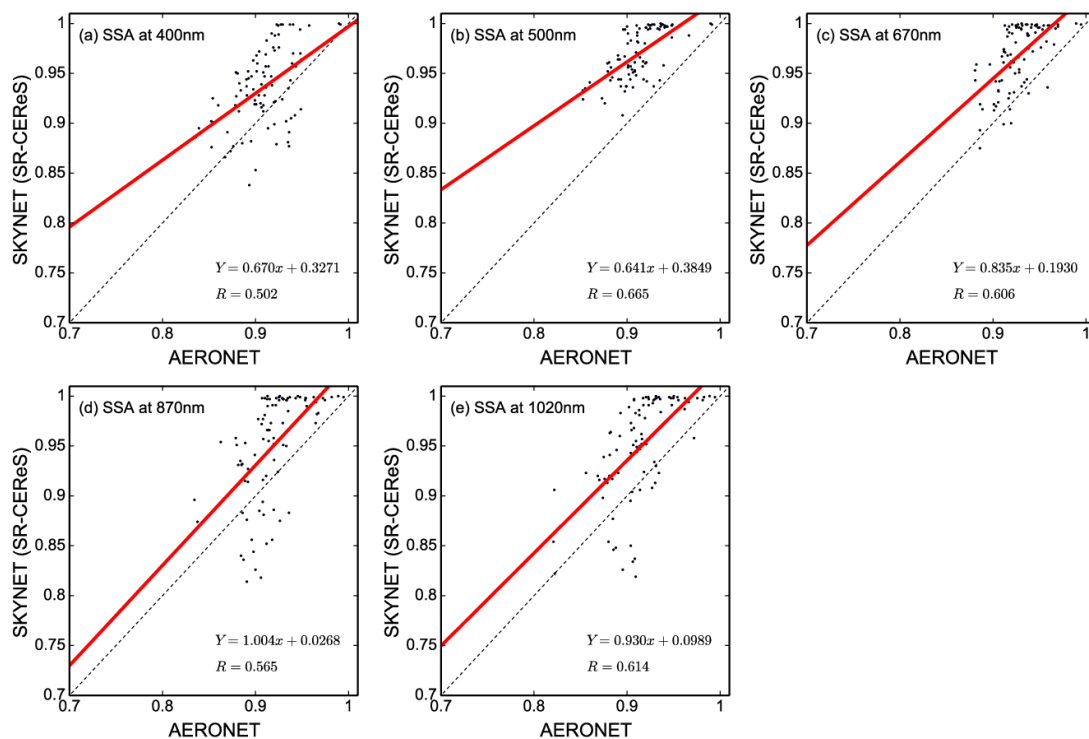 (a) SSA at 400nm
SKYNET (SR-CEReS)
1
0.95
0.9
0.85
0.8
0.75
0.7
Y = 0.670x + 0.3271
R = 0.502
0.7 0.8 0.9 1
AERONET
(b) SSA at 500nm
SKYNET (SR-CEReS)
1
0.95
0.9
0.85
0.8
0.75
0.7
Y = 0.641x + 0.3849
R = 0.665
0.7 0.8 0.9 1
AERONET
(c) SSA at 670nm
SKYNET (SR-CEReS)
1
0.95
0.9
0.85
0.8
0.75
0.7
Y = 0.835x + 0.1930
R = 0.606
0.7 0.8 0.9 1
AERONET
(d) SSA at 870nm
SKYNET (SR-CEReS)
1
0.95
0.9
0.85
0.8
0.75
0.7
Y = 1.004x + 0.0268
R = 0.565
0.7 0.8 0.9 1
AERONET
(e) SSA at 1020nm
SKYNET (SR-CEReS)
1
0.95
0.9
0.85
0.8
0.75
0.7
Y = 0.930x + 0.0989
R = 0.614
0.7 0.8 0.9 1
AERONET